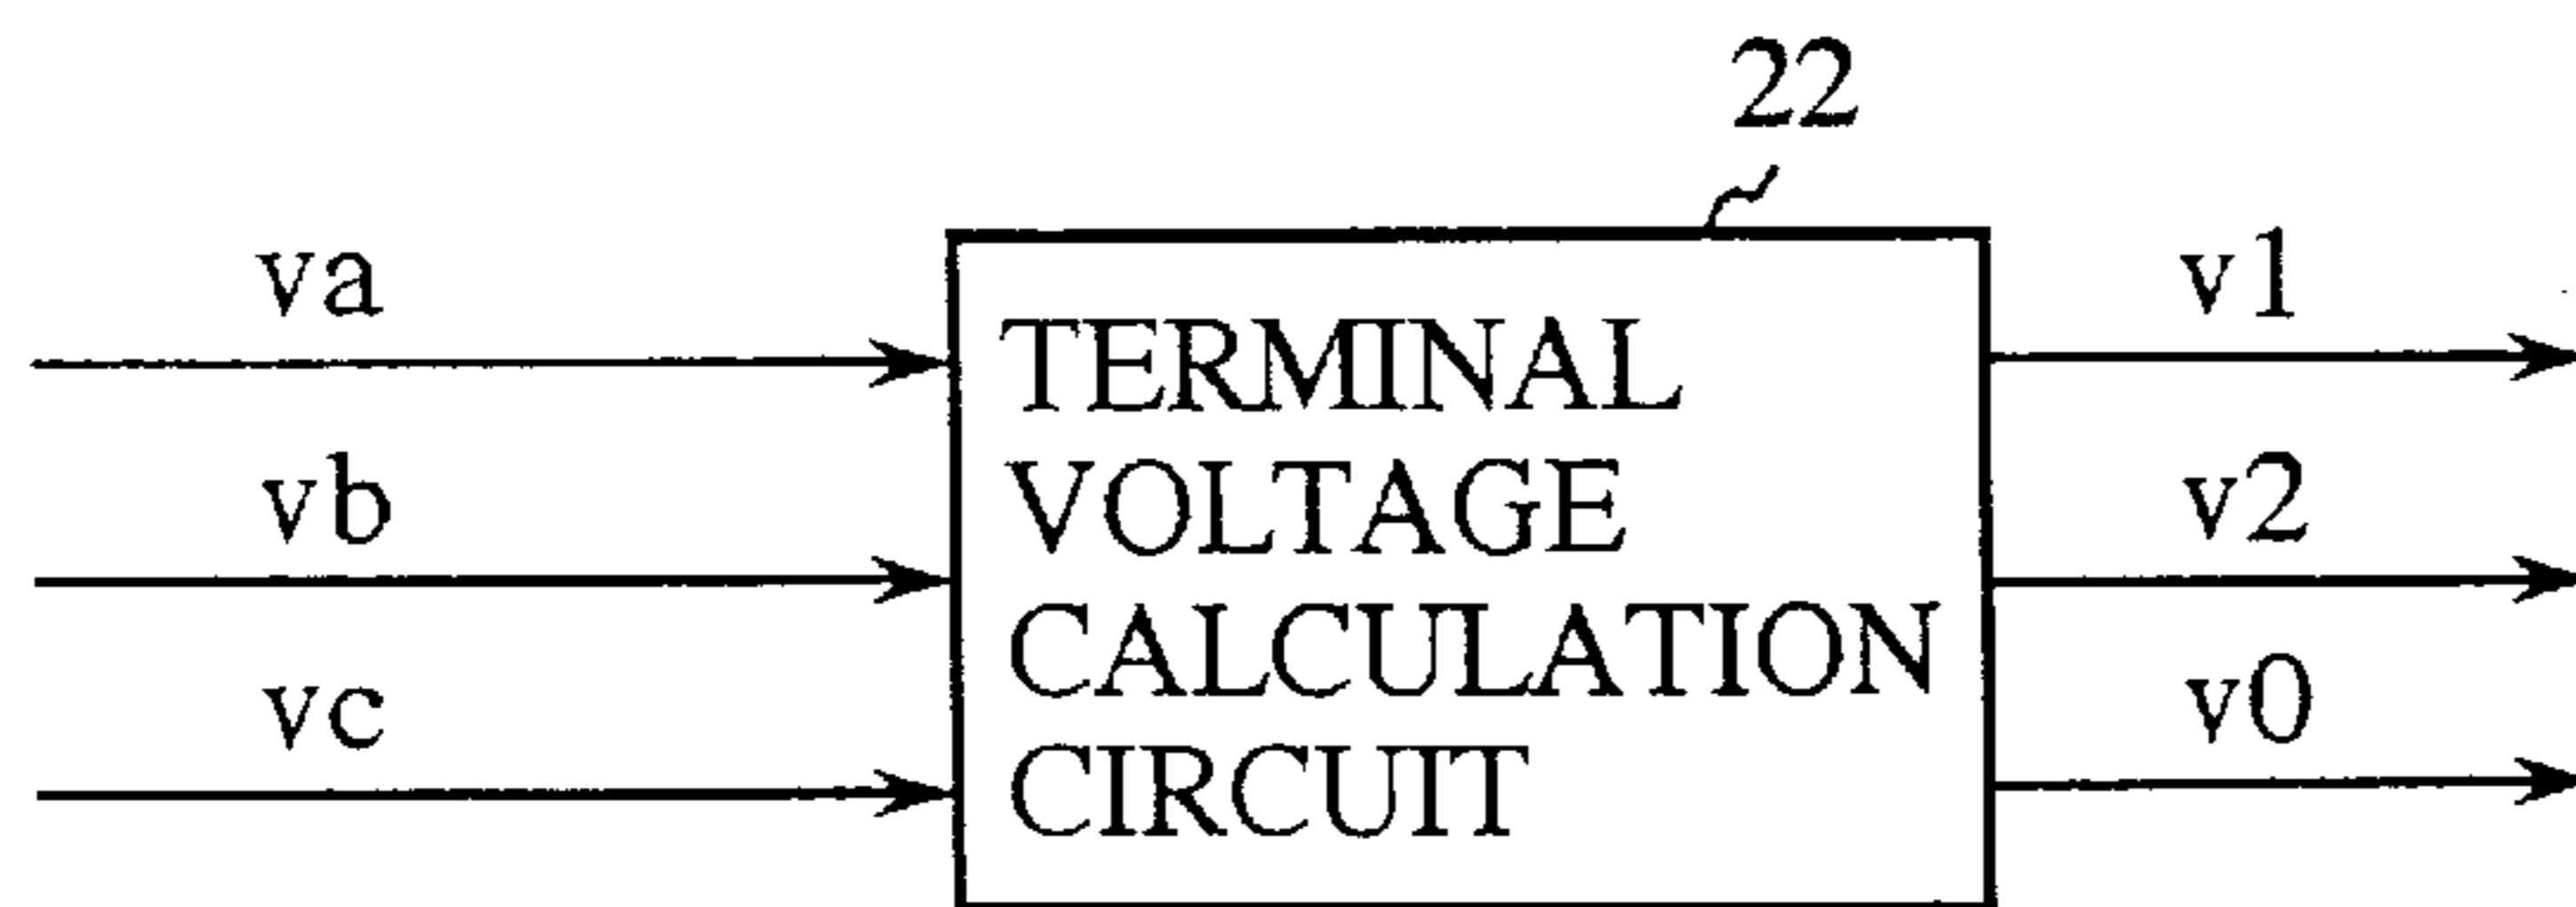 22
va
vb
vc
TERMINAL
VOLTAGE
CALCULATION
CIRCUIT
v1
v2
v0